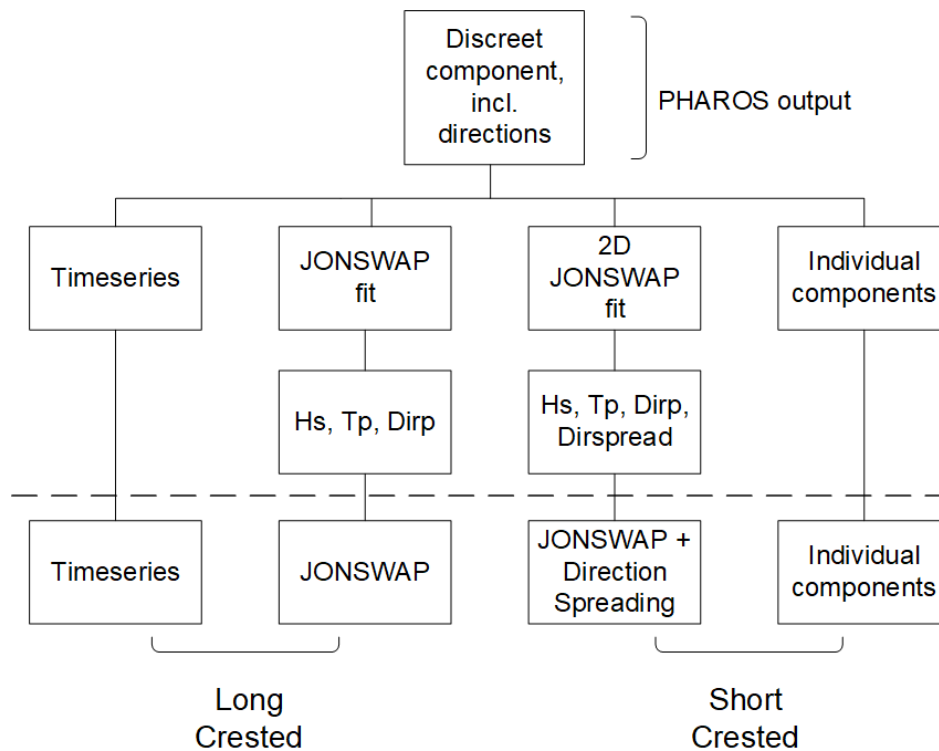 Discreet
component,
incl.
directions
PHAROS output
Timeseries
JONSWAP
fit
2D
JONSWAP
fit
Individual
components
Hs, Tp, Dirp
Hs, Tp, Dirp,
Dirspread
Timeseries
JONSWAP
JONSWAP +
Direction
Spreading
Individual
components
Long
Crested
Short
Crested